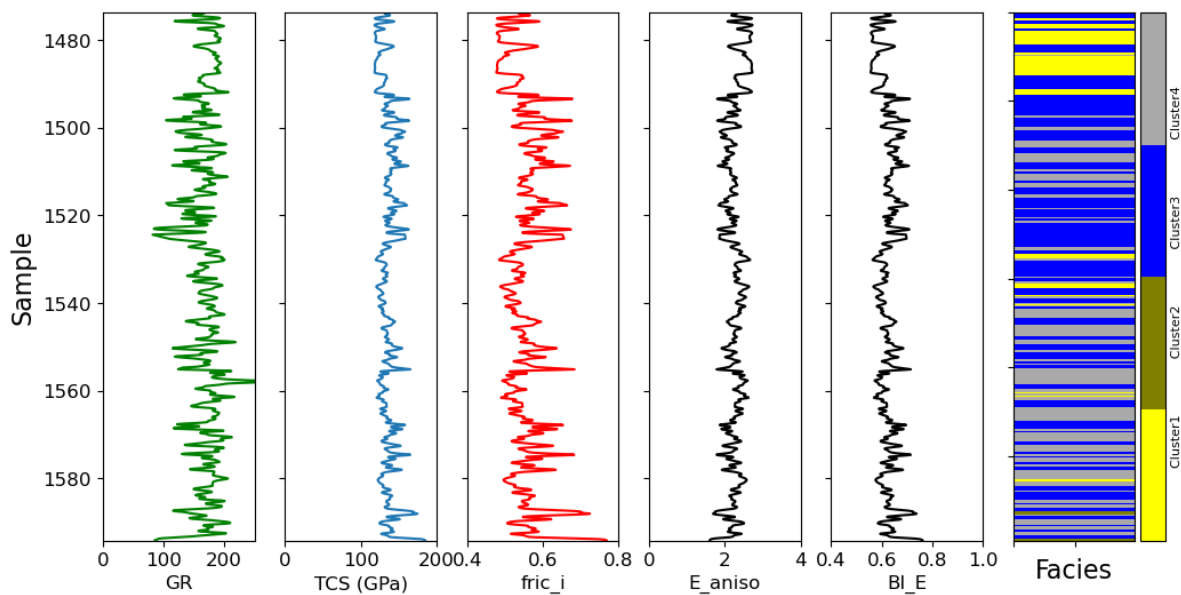 Sample
1480
1500
1520
1540
1560
1580
0 100 200
GR
0 100 200
TCS (GPa)
0.4 0.6 0.8
fric_i
0 2 4
E_aniso
0.4 0.6 0.8 1.0
BI_E
Facies
Cluster4
Cluster3
Cluster2
Cluster1